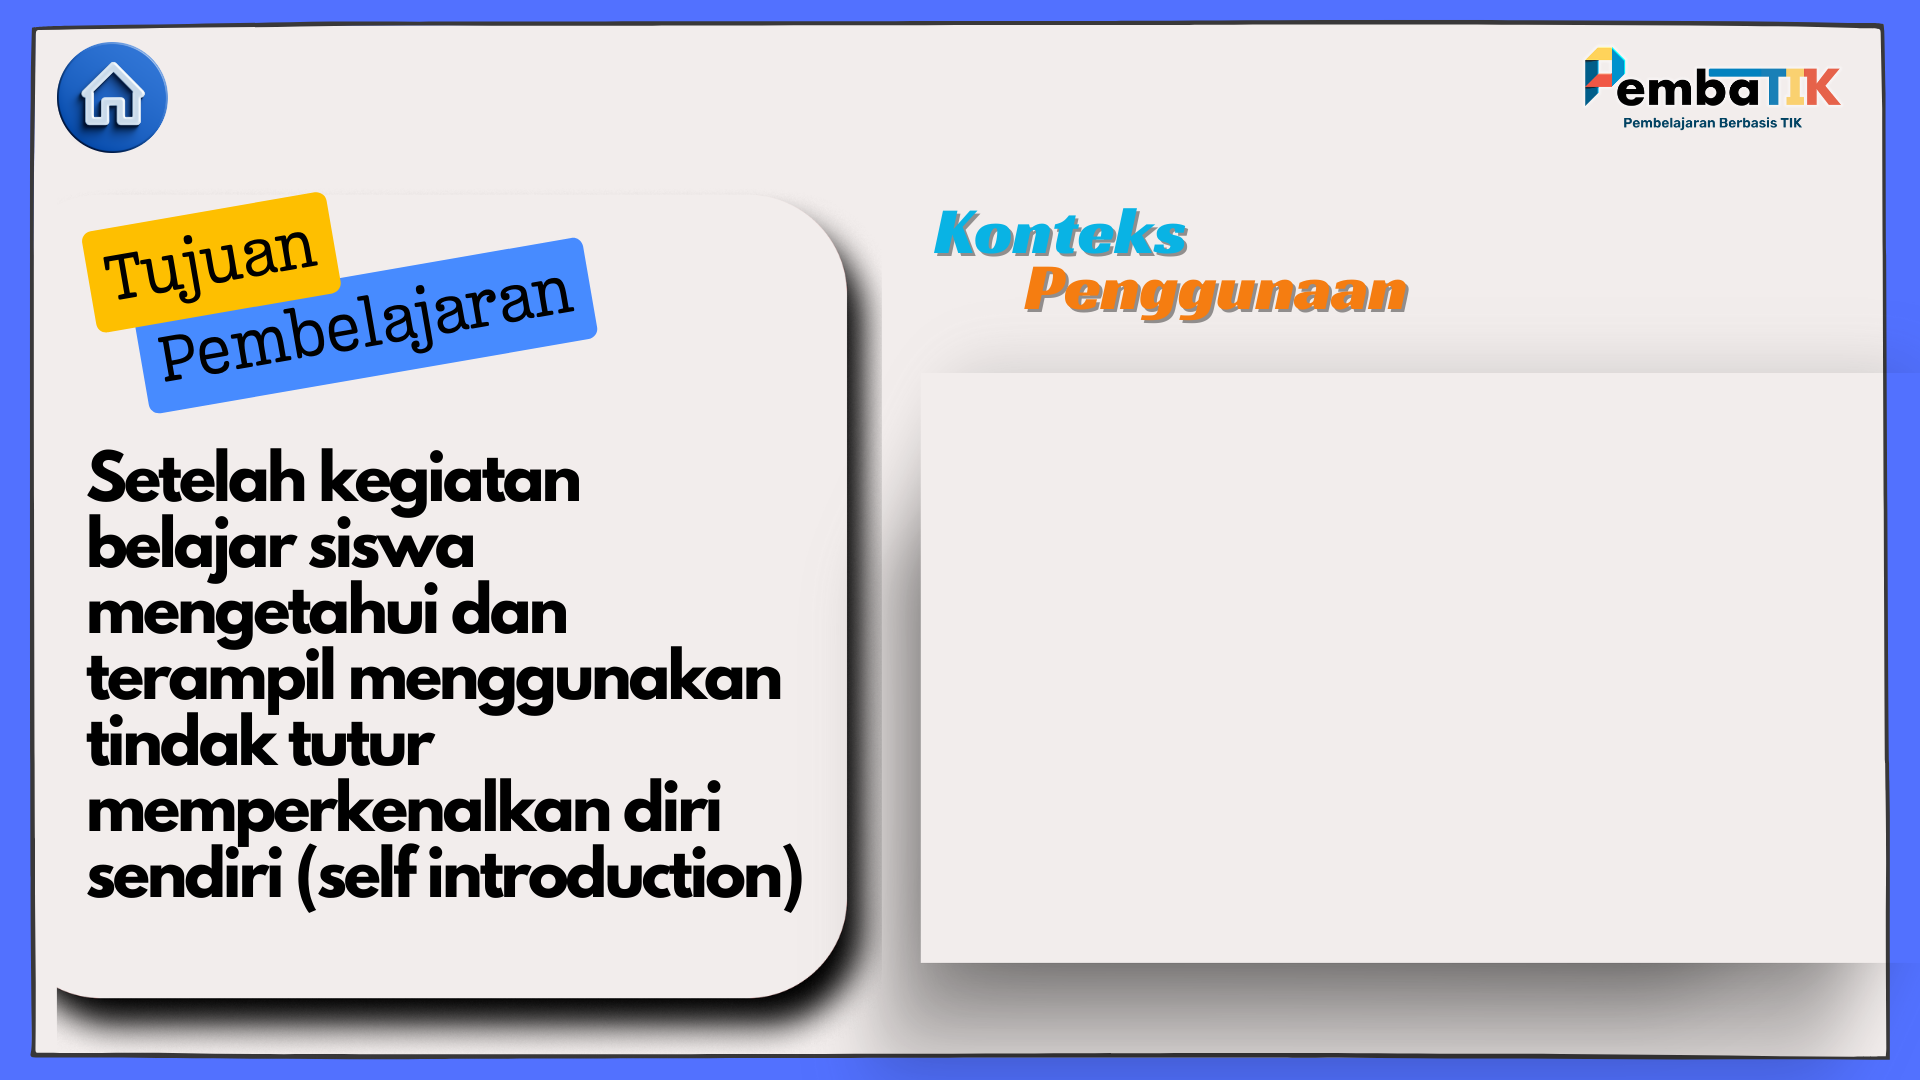 PembaTIK
Pembelajaran Berbasis TIK
Tujuan
Pembelajaran
Setelah kegiatan
belajar siswa
mengetahui dan
terampil menggunakan
tindak tutur
memperkenalkan diri
sendiri (self introduction)
Konteks
Penggunaan